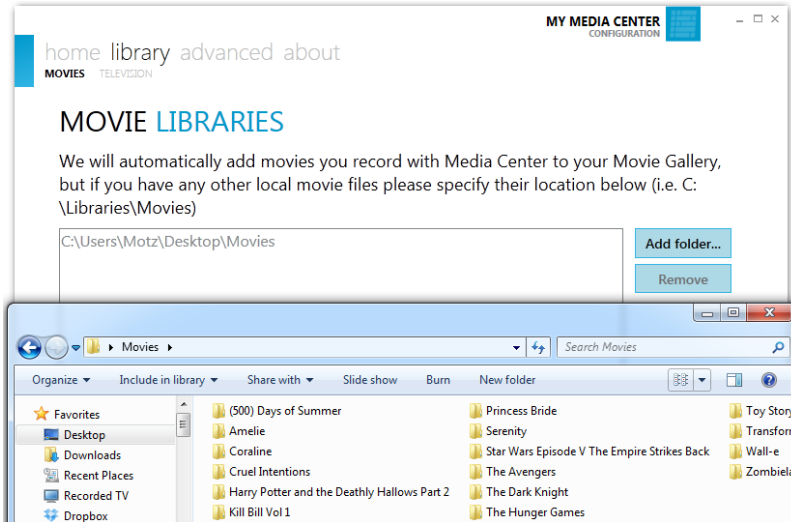 MY MEDIA CENTER
CONFIGURATION
home library advanced about
MOVIES TELEVISION
MOVIE LIBRARIES
We will automatically add movies you record with Media Center to your Movie Gallery,
but if you have any other local movie files please specify their location below (i.e. C:
\Libraries\Movies)
C:\Users\Motz\Desktop\Movies
Add folder...
Remove
Movies
Search Movies
Organize Include in library Share with Slide show Burn New folder
Favorites
Desktop
Downloads
Recent Places
Recorded TV
Dropbox
(500) Days of Summer
Amelie
Coraline
Cruel Intentions
Harry Potter and the Deathly Hallows Part 2
Kill Bill Vol 1
Princess Bride
Serenity
Star Wars Episode V The Empire Strikes Back
The Avengers
The Dark Knight
The Hunger Games
Toy Story
Transfor
Wall-e
Zombiela